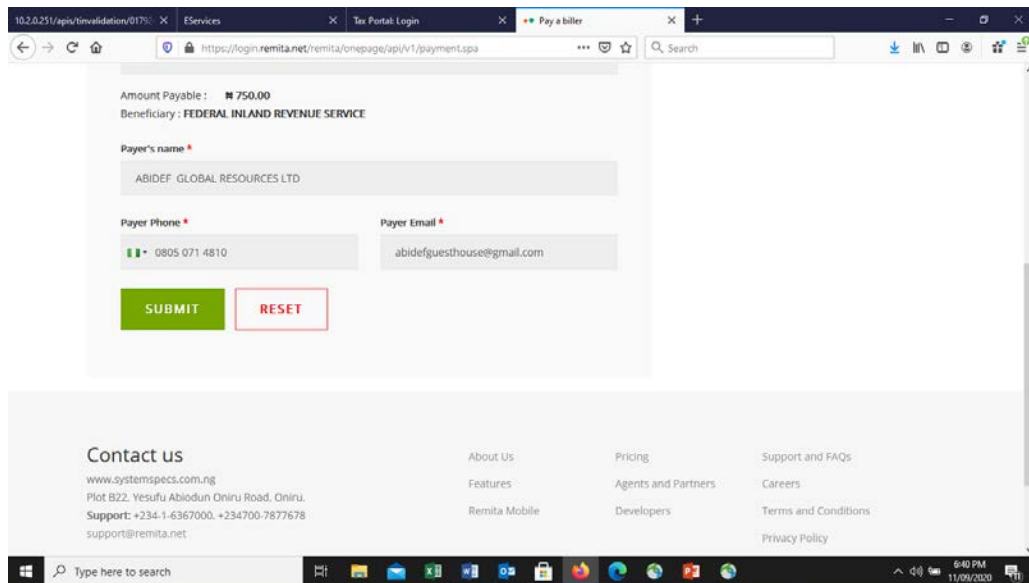 10.2.0.251/apis/tinvalidation/01792 EServices Tax Portal: Login Pay a biller
https://login.remita.net/remita/onepage/api/v1/payment.spa Search
Amount Payable : ₦ 750.00
Beneficiary : FEDERAL INLAND REVENUE SERVICE
Payer's name *
ABIDEF GLOBAL RESOURCES LTD
Payer Phone * Payer Email *
0805 071 4810 abidefguesthouse@gmail.com
SUBMIT RESET
Contact us About Us Pricing Support and FAQs
www.systemspecs.com.ng
Plot B22, Yesufu Abiodun Oniru Road, Oniru. Features Agents and Partners Careers
Support: +234-1-6367000, +234700-7877678 Remita Mobile Developers Terms and Conditions
support@remita.net Privacy Policy
Type here to search 6:40 PM
11/09/2020